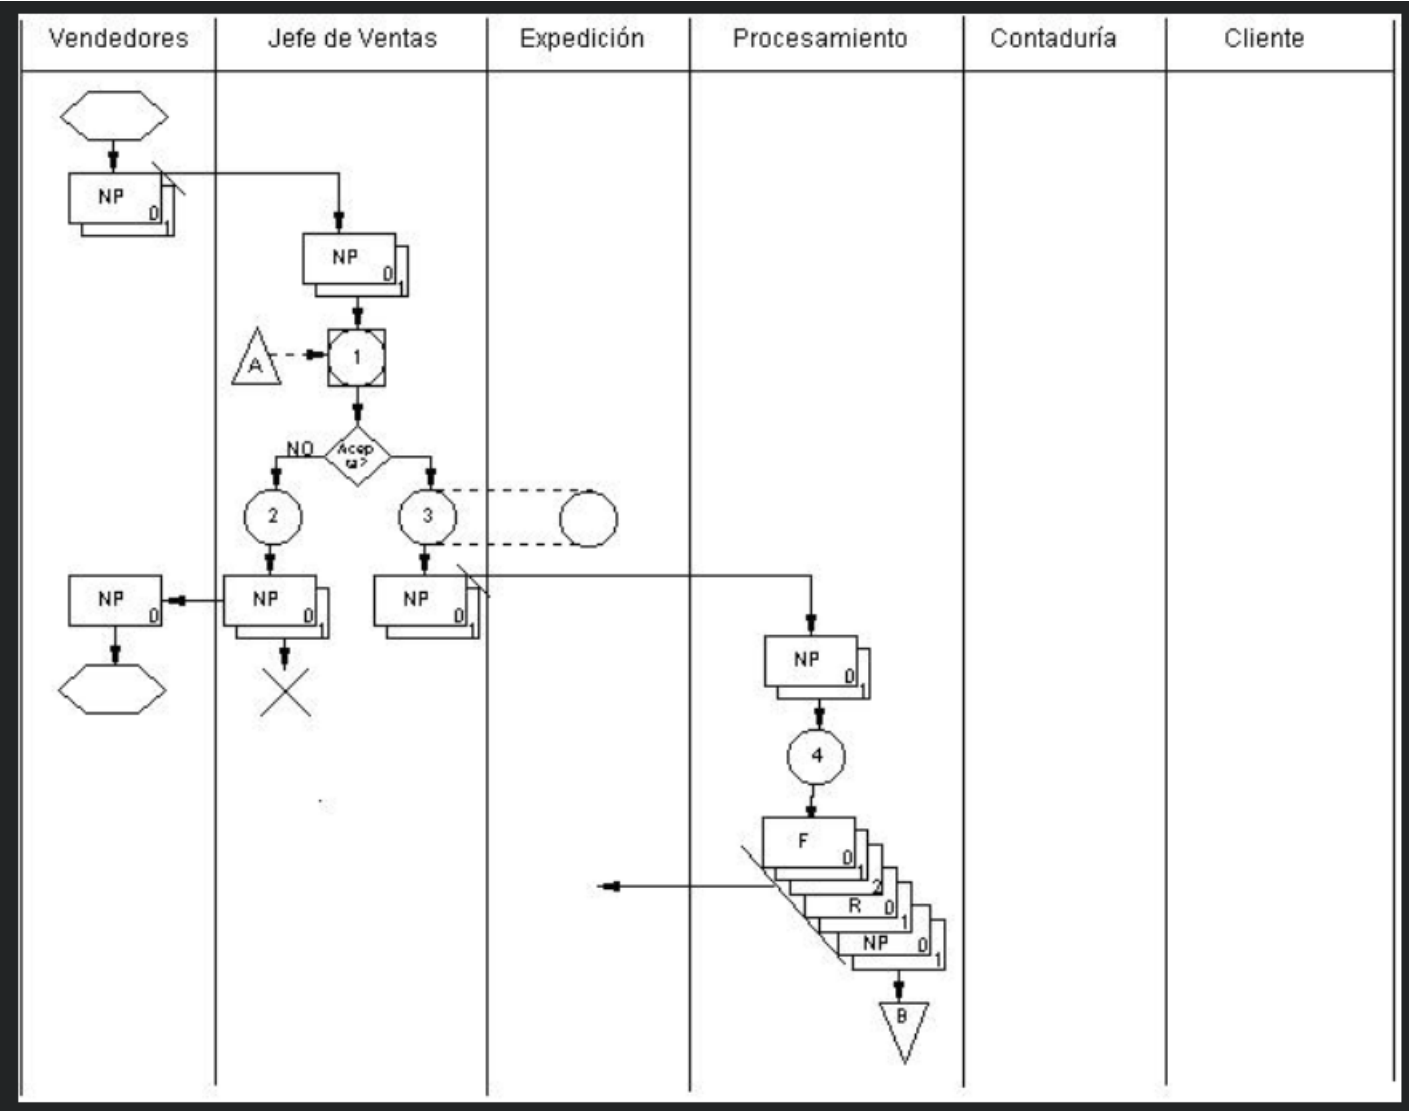 Vendedores
Jefe de Ventas
Expedición
Procesamiento
Contaduría
Cliente
NP
0
1
NP
0
1
A
1
NO
Acep
ta?
2
3
NP
0
NP
0
1
NP
0
1
NP
0
1
4
F
0
1
2
R
0
1
NP
0
1
B